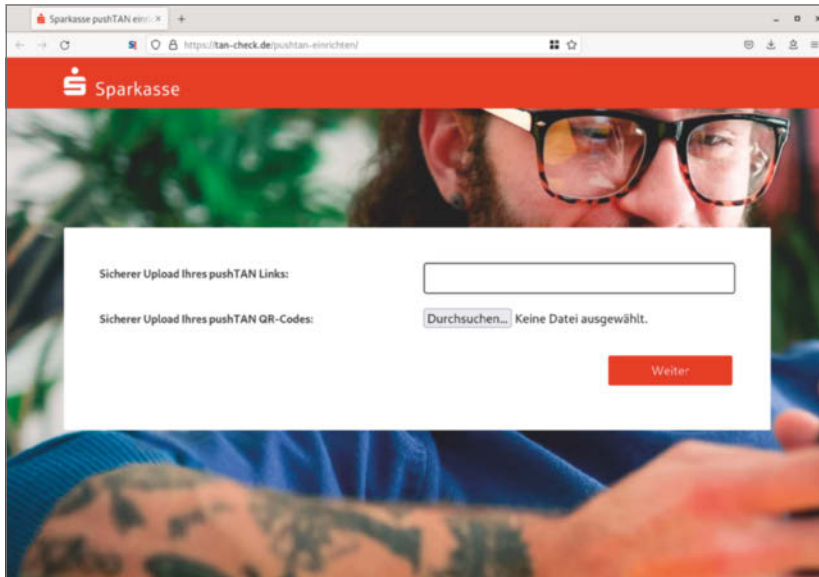 Sparkasse pushTAN einri
https://tan-check.de/pushtan-einrichten/
Sparkasse
Sicherer Upload Ihres pushTAN Links:
Sicherer Upload Ihres pushTAN QR-Codes:
Durchsuchen... Keine Datei ausgewählt.
Weiter